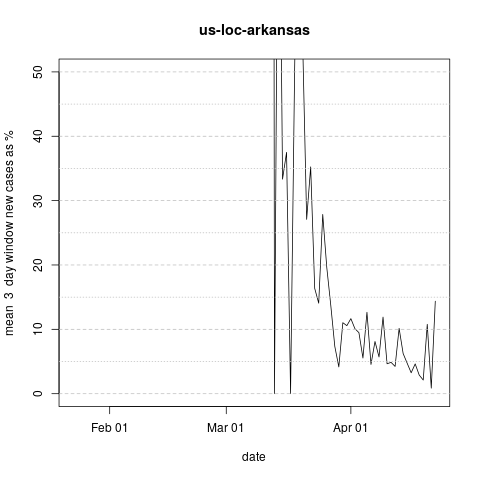 us-loc-arkansas
mean 3 day window new cases as %
50
40
30
20
10
0
Feb 01
Mar 01
Apr 01
date